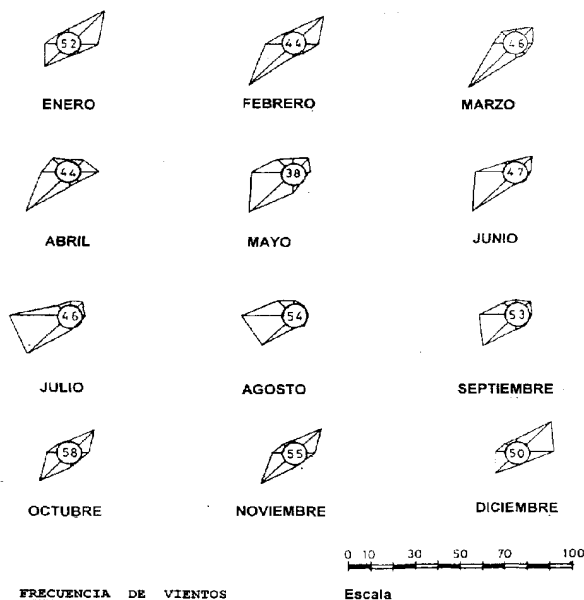 52 44 46
ENERO FEBRERO MARZO
44 38 47
ABRIL MAYO JUNIO
46 54 53
JULIO AGOSTO SEPTIEMBRE
58 55 50
OCTUBRE NOVIEMBRE DICIEMBRE
0 10 30 50 70 100
FRECUENCIA DE VIENTOS Escala